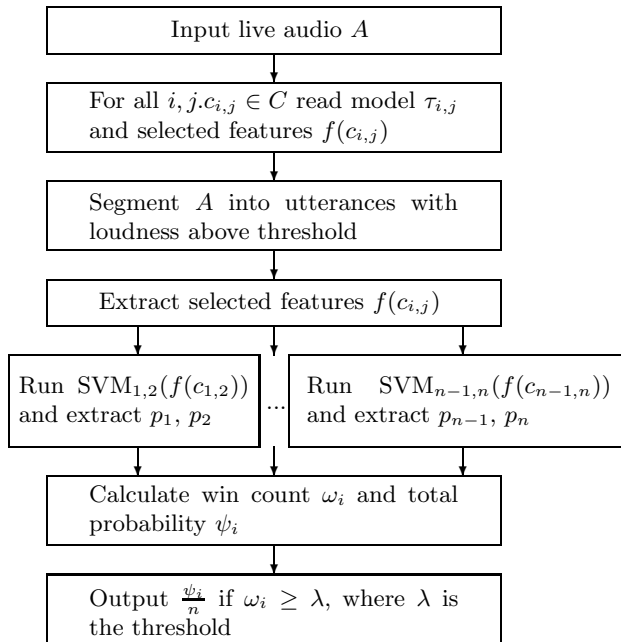 Input live audio A
For all i, j.c_{i,j} ∈ C read model τ_{i,j}
and selected features f(c_{i,j})
Segment A into utterances with
loudness above threshold
Extract selected features f(c_{i,j})
Run SVM_{1,2}(f(c_{1,2}))
and extract p_1, p_2
...
Run SVM_{n−1,n}(f(c_{n−1,n}))
and extract p_{n−1}, p_n
Calculate win count ω_i and total
probability ψ_i
Output ψ_i/n if ω_i ≥ λ, where λ is
the threshold